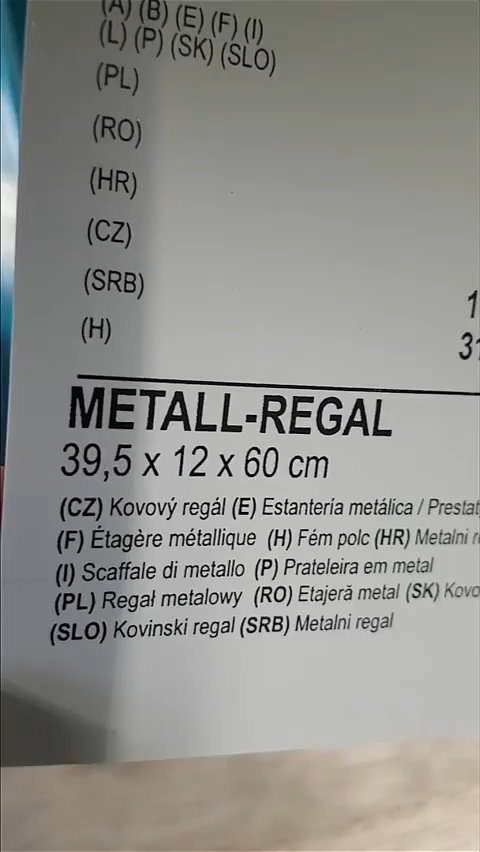 (A) (B) (E) (F) (I)
(L) (P) (SK) (SLO)
(PL)
(RO)
(HR)
(CZ)
(SRB)
(H)
METALL-REGAL
39,5 x 12 x 60 cm
(CZ) Kovový regál (E) Estantería metálica /
(F) Étagère métallique (H) Fém polc (HR) Metalni
(I) Scaffale di metallo (P) Prateleira em metal
(PL) Regał metalowy (RO) Etajeră metal (SK)
(SLO) Kovinski regal (SRB) Metalni regal